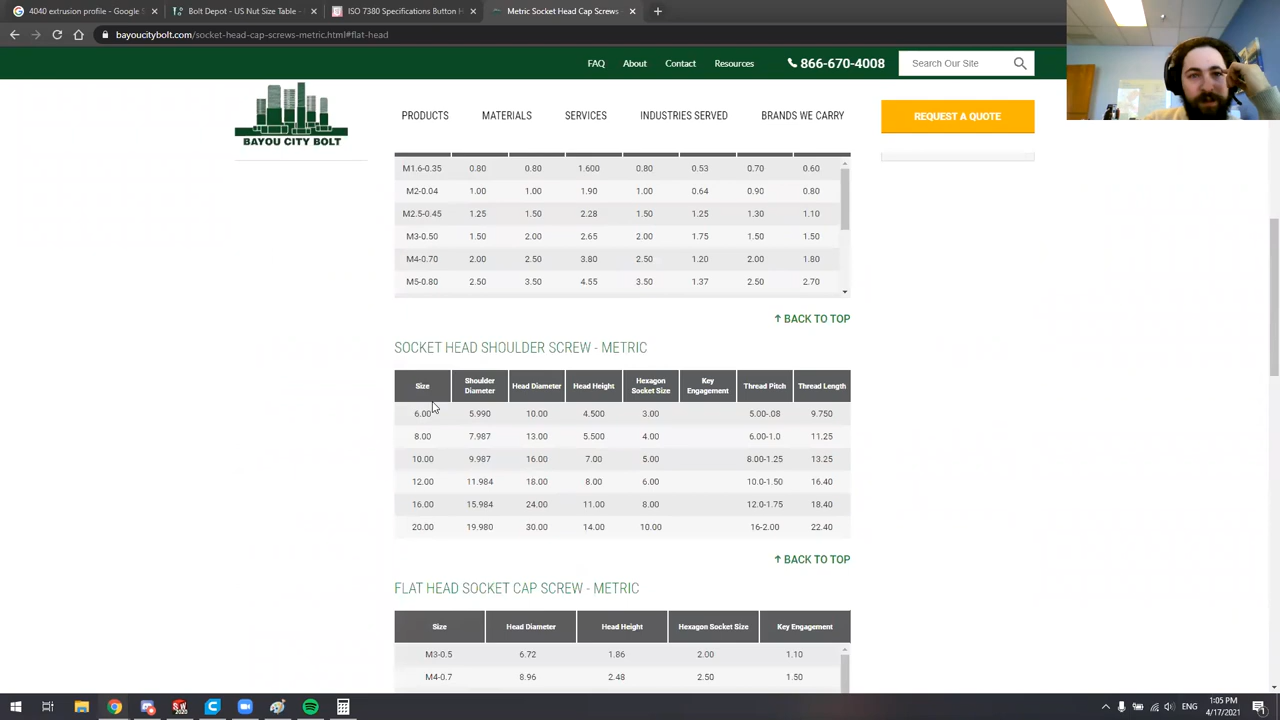 4040 extrusion profile - Google
Bolt Depot - US Nut Size Table -
ISO 7380 Specifications Button H
Metric Socket Head Cap Screws -
bayoucitybolt.com/socket-head-cap-screws-metric.html#flat-head
FAQ About Contact Resources 866-670-4008 Search Our Site
BAYOU CITY BOLT
PRODUCTS MATERIALS SERVICES INDUSTRIES SERVED BRANDS WE CARRY REQUEST A QUOTE
M1.6-0.35 0.80 0.80 1.600 0.80 0.53 0.70 0.60
M2-0.04 1.00 1.00 1.90 1.00 0.64 0.90 0.80
M2.5-0.45 1.25 1.50 2.28 1.50 1.25 1.30 1.10
M3-0.50 1.50 2.00 2.65 2.00 1.75 1.50 1.50
M4-0.70 2.00 2.50 3.80 2.50 1.20 2.00 1.80
M5-0.80 2.50 3.50 4.55 3.50 1.37 2.50 2.70
BACK TO TOP
SOCKET HEAD SHOULDER SCREW - METRIC
Size Shoulder Diameter Head Diameter Head Height Hexagon Socket Size Key Engagement Thread Pitch Thread Length
6.00 5.990 10.00 4.500 3.00 5.00-.08 9.750
8.00 7.987 13.00 5.500 4.00 6.00-1.0 11.25
10.00 9.987 16.00 7.00 5.00 8.00-1.25 13.25
12.00 11.984 18.00 8.00 6.00 10.0-1.50 16.40
16.00 15.984 24.00 11.00 8.00 12.0-1.75 18.40
20.00 19.980 30.00 14.00 10.00 16-2.00 22.40
BACK TO TOP
FLAT HEAD SOCKET CAP SCREW - METRIC
Size Head Diameter Head Height Hexagon Socket Size Key Engagement
M3-0.5 6.72 1.86 2.00 1.10
M4-0.7 8.96 2.48 2.50 1.50
1:05 PM
4/17/2021